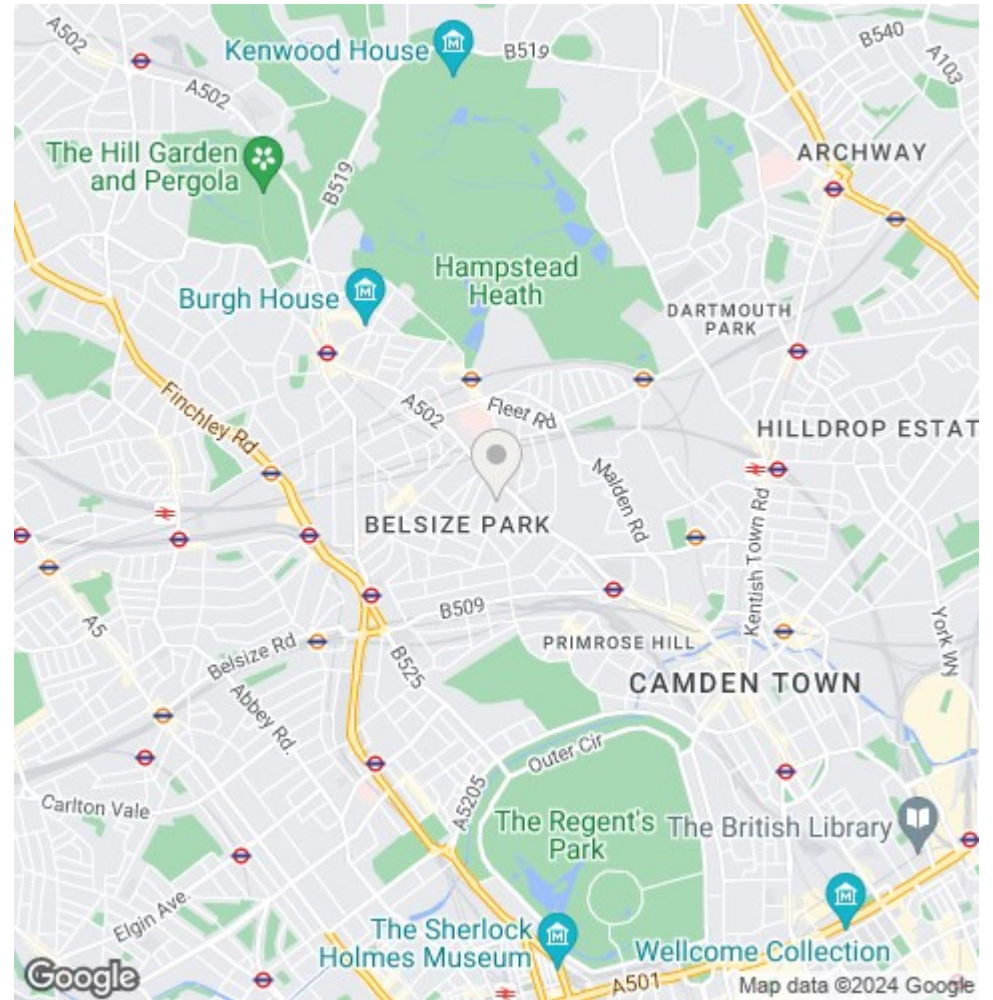 A502
Kenwood House
B519
B540
A103
A502
The Hill Garden
and Pergola
B519
ARCHWAY
Hampstead
Heath
Burgh House
DARTMOUTH
PARK
A502
Fleet Rd
Finchley Rd
HILLDROP ESTAT
Malden Rd
BELSIZE PARK
Kentish Town Rd
A5
B509
York Wy
Belsize Rd
PRIMROSE HILL
B525
Abbey Rd.
CAMDEN TOWN
Outer Cir
A5205
Carlton Vale
The Regent's
Park
The British Library
Elgin Ave.
The Sherlock
Holmes Museum
Wellcome Collection
A501
Google
Map data ©2024 Google